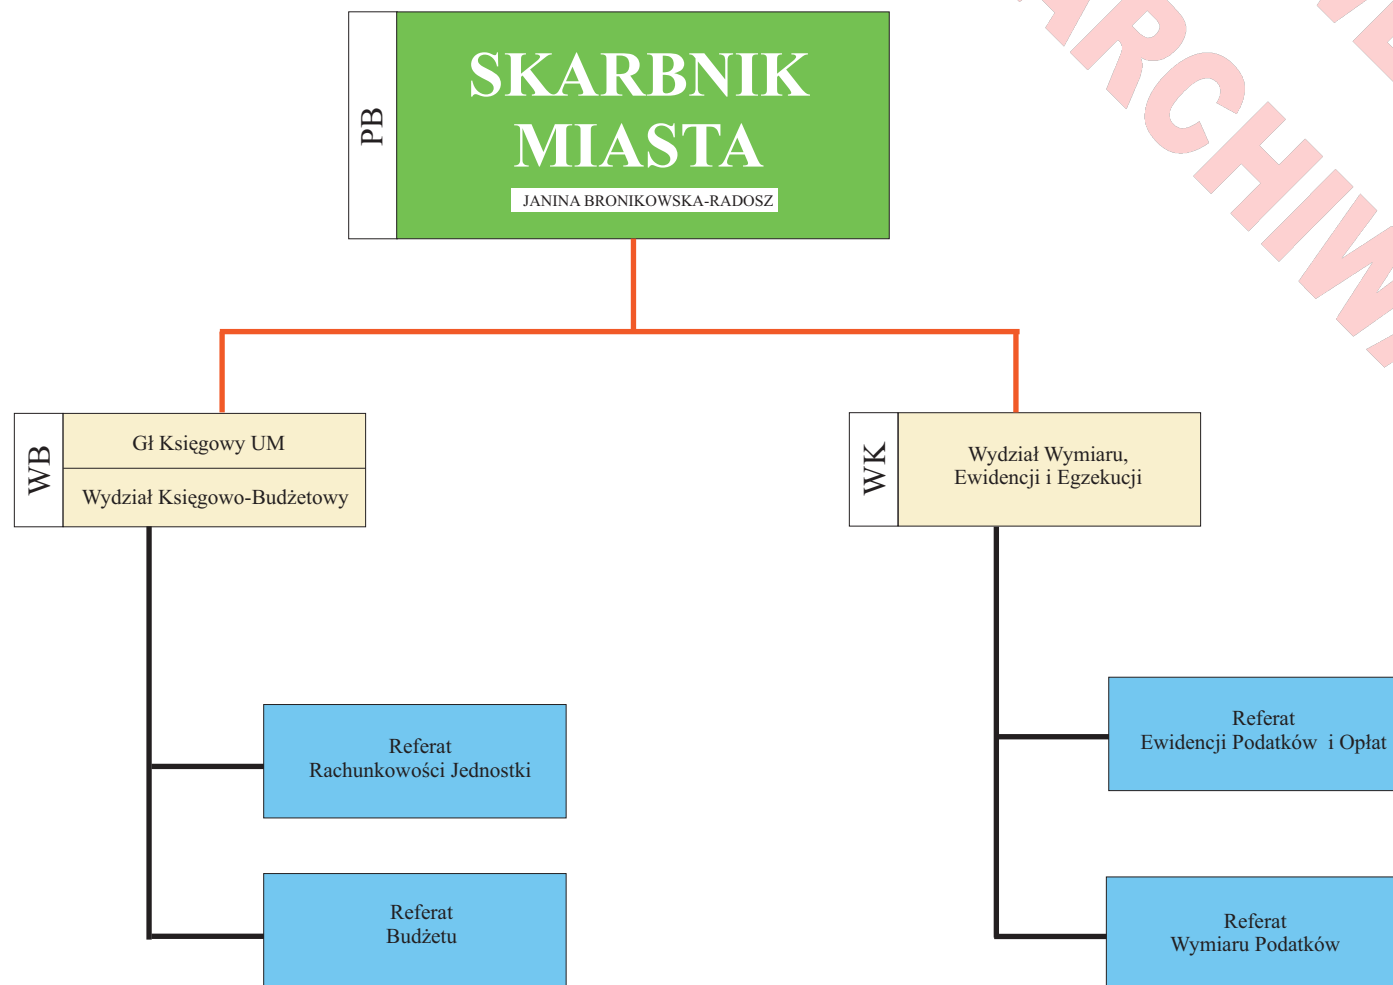 PB
SKARBNIK
MIASTA
JANINA BRONIKOWSKA-RADOSZ
WB
Gł Księgowy UM
Wydział Księgowo-Budżetowy
WK
Wydział Wymiaru,
Ewidencji i Egzekucji
Referat
Rachunkowości Jednostki
Referat
Budżetu
Referat
Ewidencji Podatków i Opłat
Referat
Wymiaru Podatków